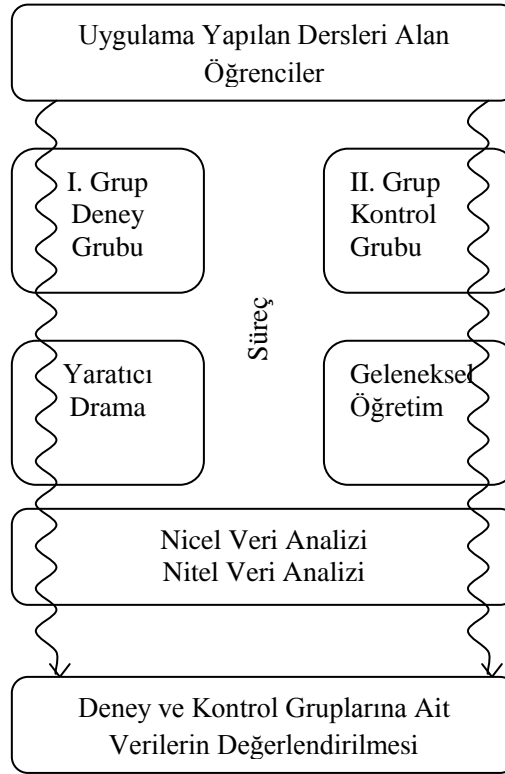 Uygulama Yapılan Dersleri Alan
Öğrenciler
I. Grup
Deney
Grubu
II. Grup
Kontrol
Grubu
Süreç
Yaratıcı
Drama
Geleneksel
Öğretim
Nicel Veri Analizi
Nitel Veri Analizi
Deney ve Kontrol Gruplarına Ait
Verilerin Değerlendirilmesi